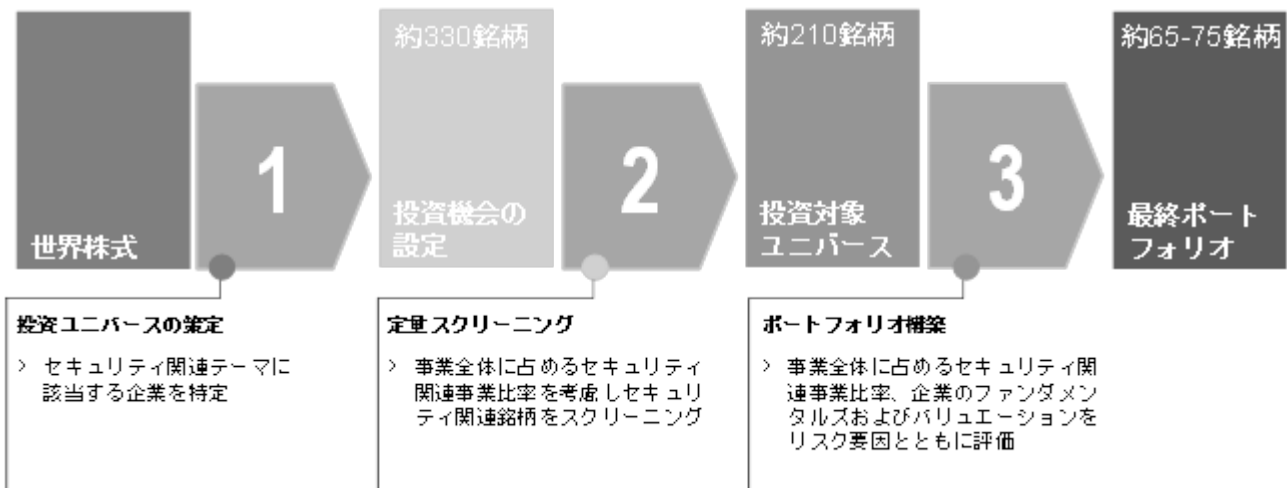 世界株式
1
約330銘柄
投資機会の
設定
2
約210銘柄
投資対象
ユニバース
3
約65-75銘柄
最終ポート
フォリオ
投資ユニバースの策定
> セキュリティ関連テーマに
該当する企業を特定
定量スクリーニング
> 事業全体に占めるセキュリティ
関連事業比率を考慮しセキュリ
ティ関連銘柄をスクリーニング
ポートフォリオ構築
> 事業全体に占めるセキュリティ関
連事業比率、企業のファンダメン
タルズおよびバリュエーションを
リスク要因とともに評価